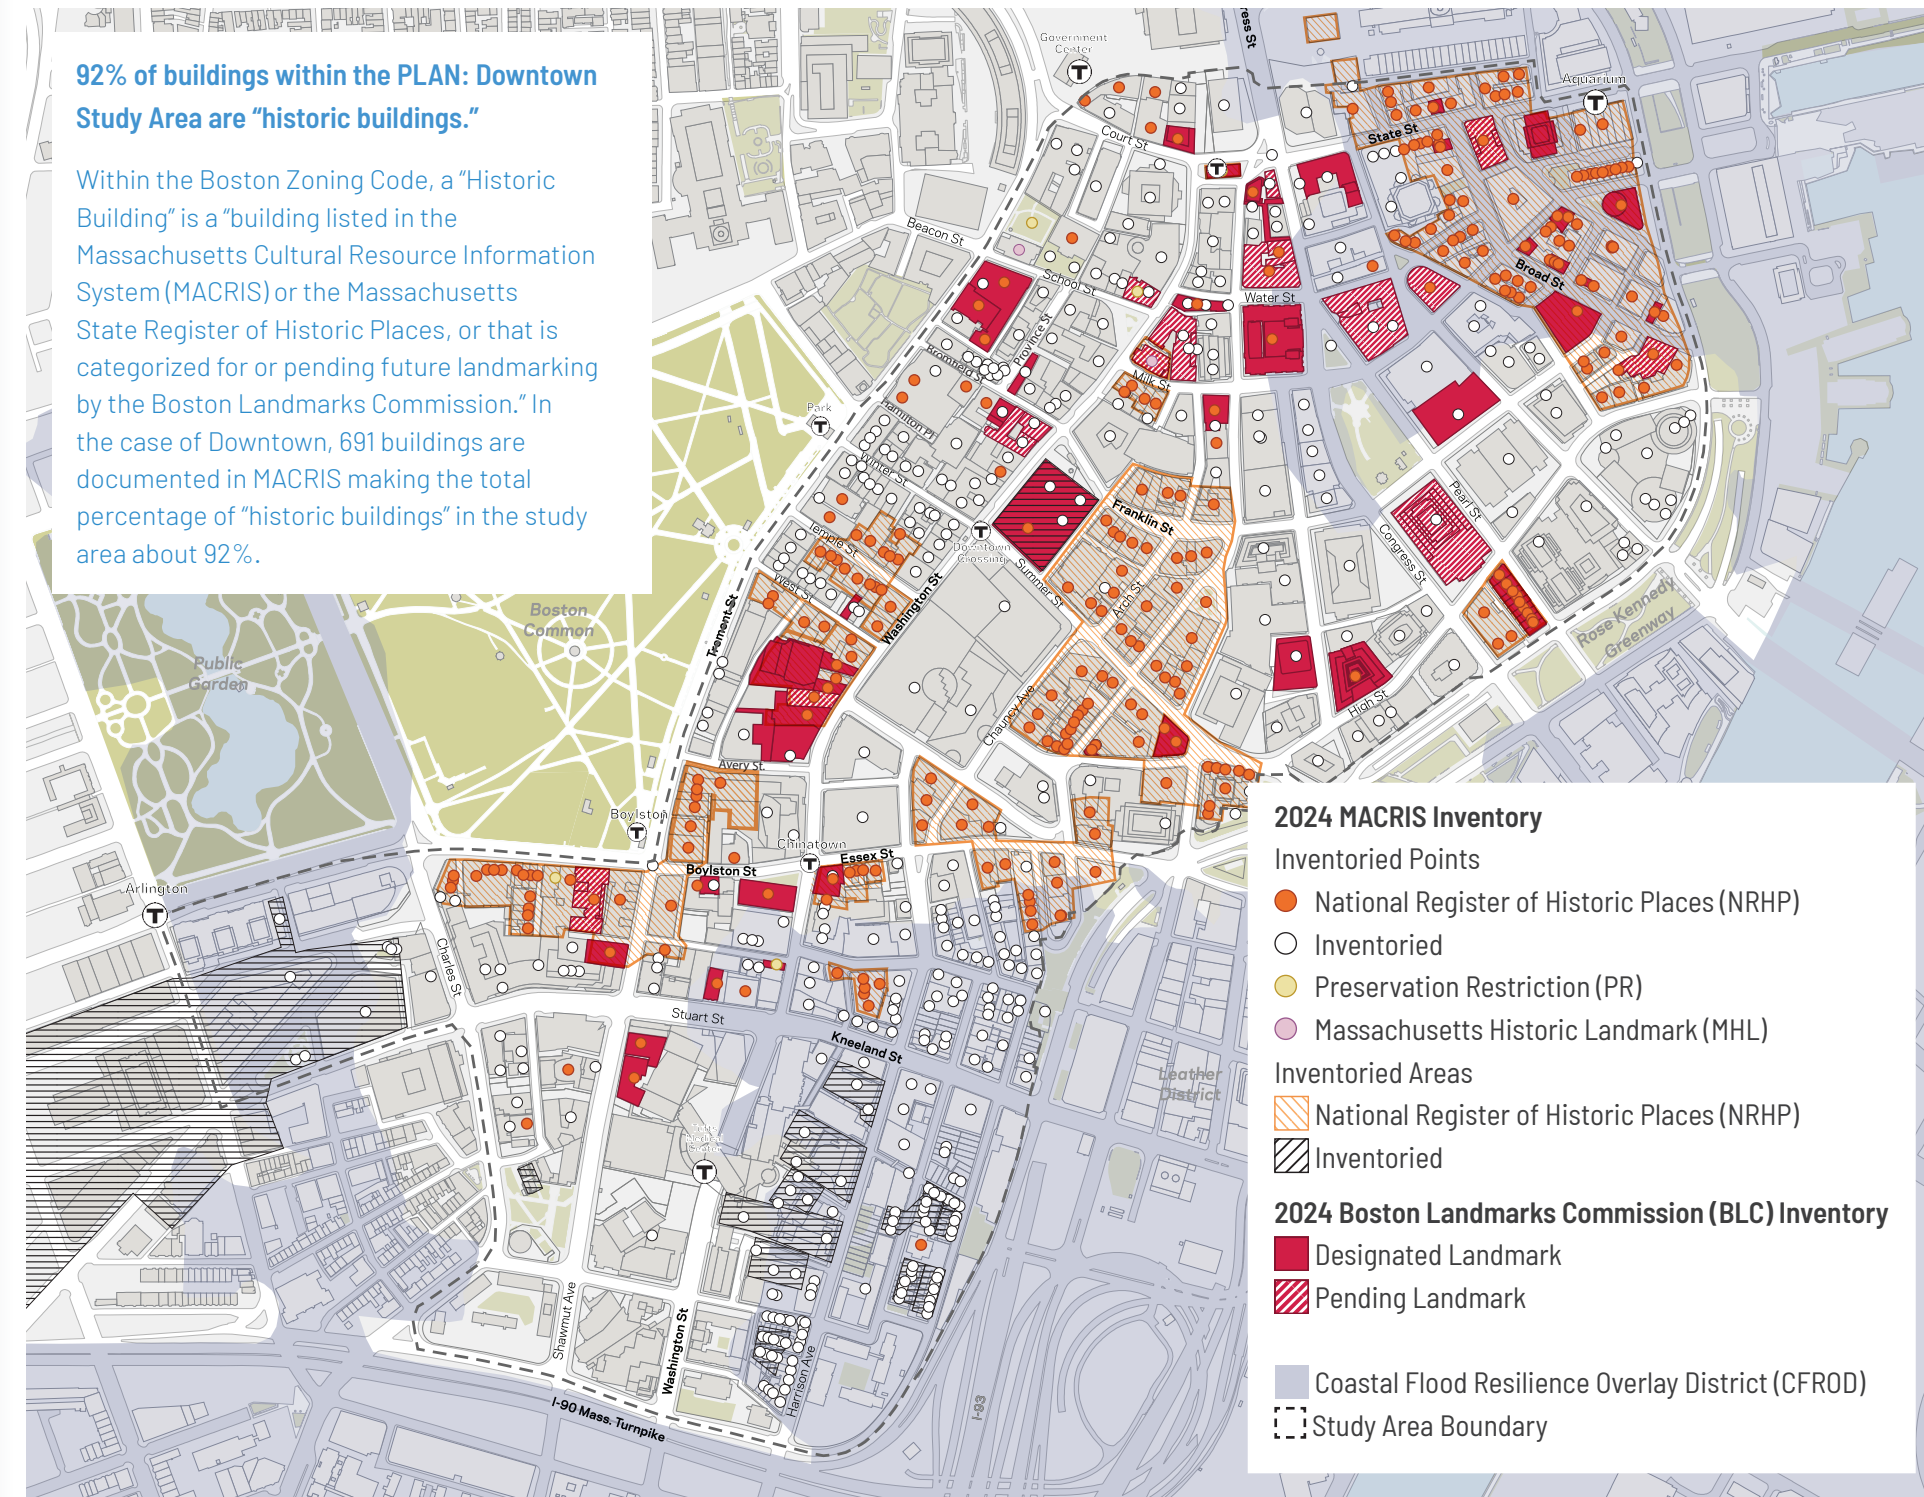 92% of buildings within the PLAN: Downtown
Study Area are “historic buildings.”
Within the Boston Zoning Code, a “Historic
Building” is a “building listed in the
Massachusetts Cultural Resource Information
System (MACRIS) or the Massachusetts
State Register of Historic Places, or that is
categorized for or pending future landmarking
by the Boston Landmarks Commission.” In
the case of Downtown, 691 buildings are
documented in MACRIS making the total
percentage of “historic buildings” in the study
area about 92%.
Government
Center
T
ress St
Aquarium
T
Court St
State St
T
Beacon St
School St
Broad St
Water St
Province St
Bromfield St
Milk St
Park
T
Hamilton Pl
Winter St
Franklin St
Pearl St
Temple St
T
Downtown
Crossing
Congress St
Summer St
West St
Arch St
Washington St
Tremont St
Boston
Common
Rose Kennedy
Greenway
Public
Garden
Chauncy Ave
High St
Avery St
Boylston
T
Chinatown
T
Essex St
Boylston St
Arlington
T
Charles St
Stuart St
Kneeland St
Leather
District
Tufts
Medical
Center
T
Shawmut Ave
Washington St
Harrison Ave
I-93
I-90 Mass. Turnpike
2024 MACRIS Inventory
Inventoried Points
National Register of Historic Places (NRHP)
Inventoried
Preservation Restriction (PR)
Massachusetts Historic Landmark (MHL)
Inventoried Areas
National Register of Historic Places (NRHP)
Inventoried
2024 Boston Landmarks Commission (BLC) Inventory
Designated Landmark
Pending Landmark
Coastal Flood Resilience Overlay District (CFROD)
Study Area Boundary